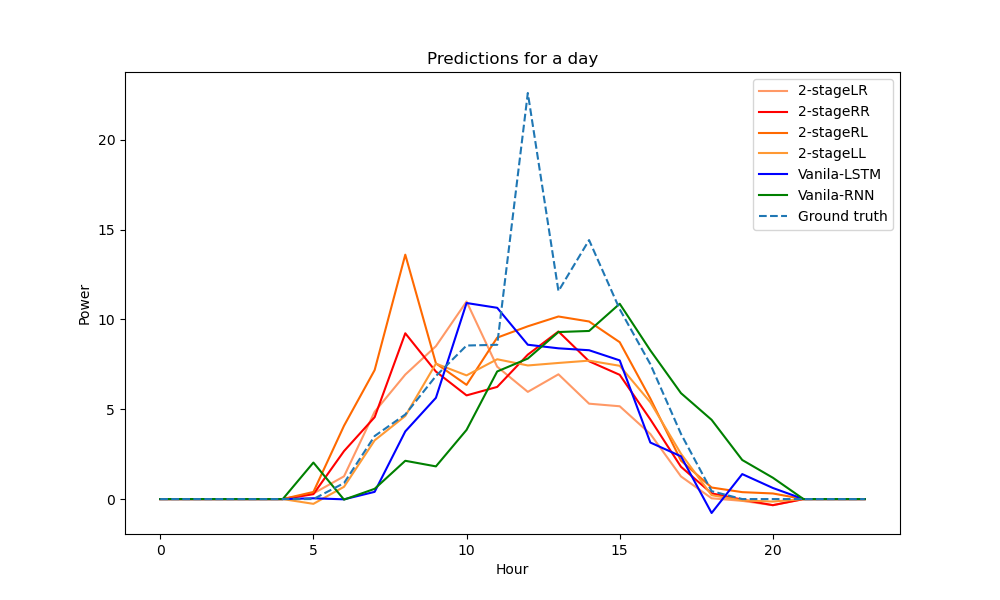 Predictions for a day
2-stageLR
2-stageRR
2-stageRL
2-stageLL
Vanila-LSTM
Vanila-RNN
Ground truth
20
15
10
5
0
Power
0 5 10 15 20
Hour